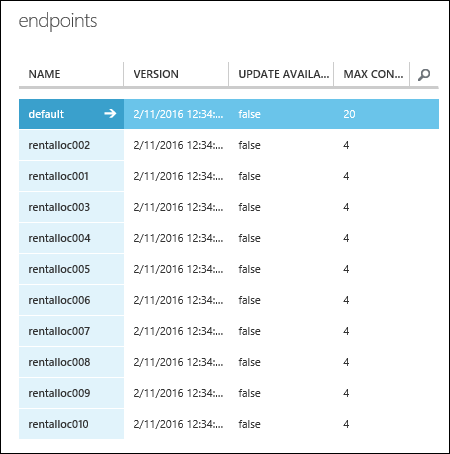 endpoints
NAME VERSION UPDATE AVAILA... MAX CON...
default 2/11/2016 12:34:... false 20
rentalloc002 2/11/2016 12:34:... false 4
rentalloc001 2/11/2016 12:34:... false 4
rentalloc003 2/11/2016 12:34:... false 4
rentalloc004 2/11/2016 12:34:... false 4
rentalloc005 2/11/2016 12:34:... false 4
rentalloc006 2/11/2016 12:34:... false 4
rentalloc007 2/11/2016 12:34:... false 4
rentalloc008 2/11/2016 12:34:... false 4
rentalloc009 2/11/2016 12:34:... false 4
rentalloc010 2/11/2016 12:34:... false 4